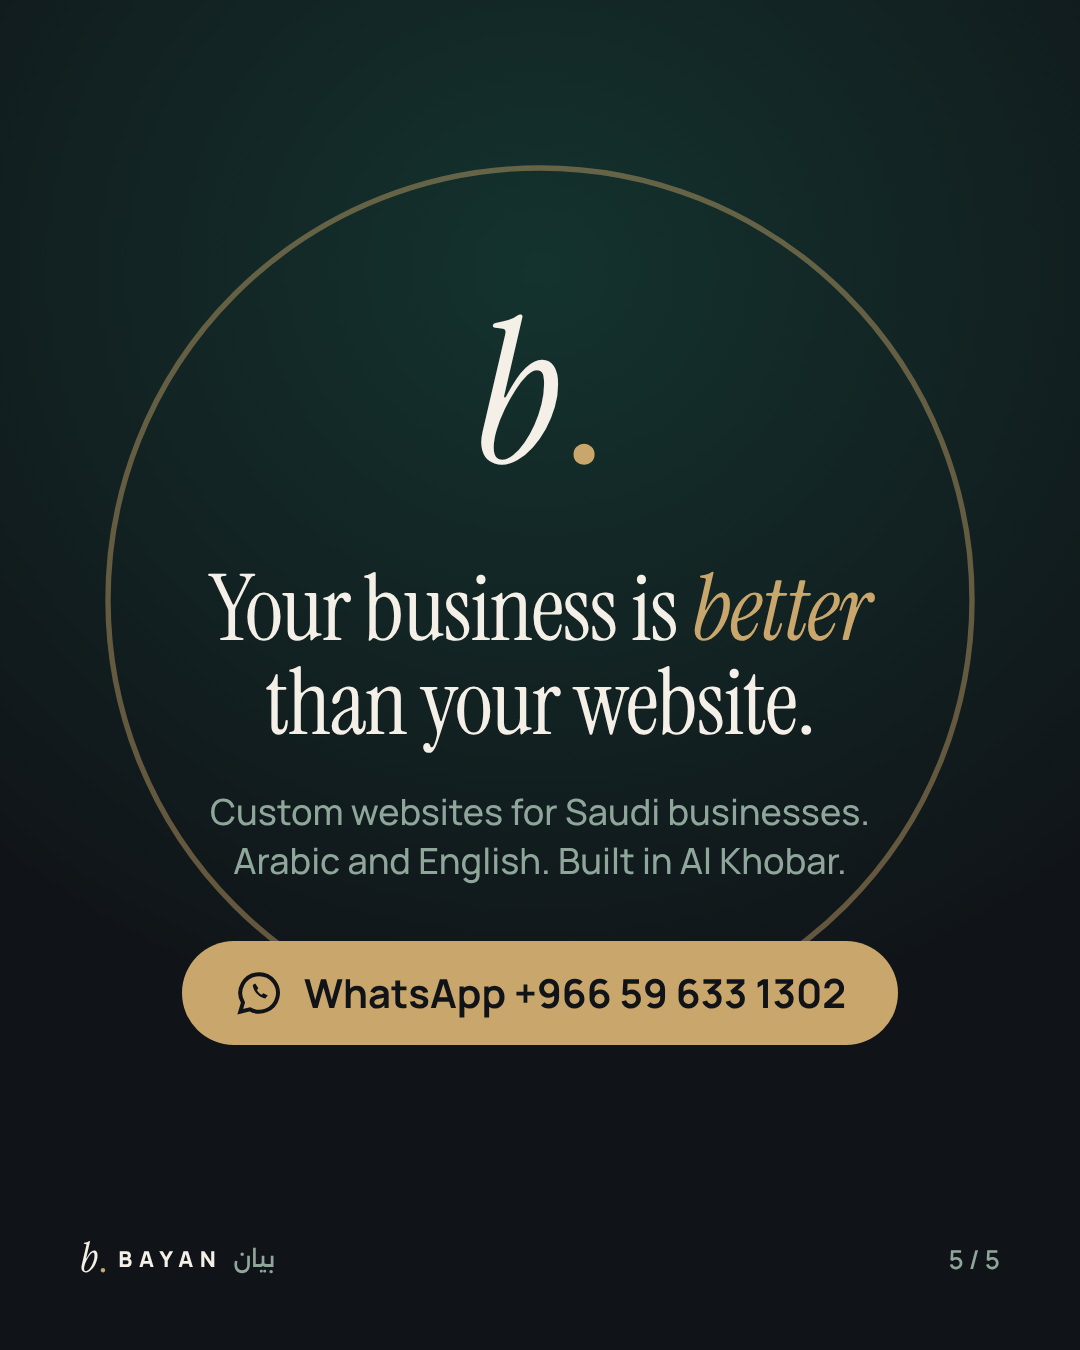 b.
Your business is better
than your website.
Custom websites for Saudi businesses.
Arabic and English. Built in Al Khobar.
WhatsApp +966 59 633 1302
b. BAYAN بيان
5 / 5